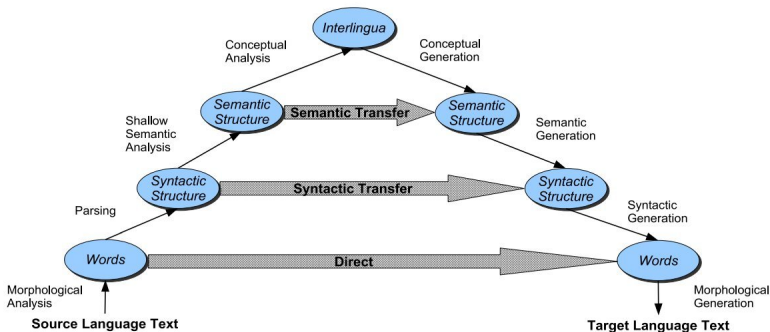 Interlingua
Conceptual
Analysis
Conceptual
Generation
Semantic
Structure
Semantic Transfer
Semantic
Structure
Shallow
Semantic
Analysis
Semantic
Generation
Syntactic
Structure
Syntactic Transfer
Syntactic
Structure
Parsing
Syntactic
Generation
Words
Direct
Words
Morphological
Analysis
Morphological
Generation
Source Language Text
Target Language Text